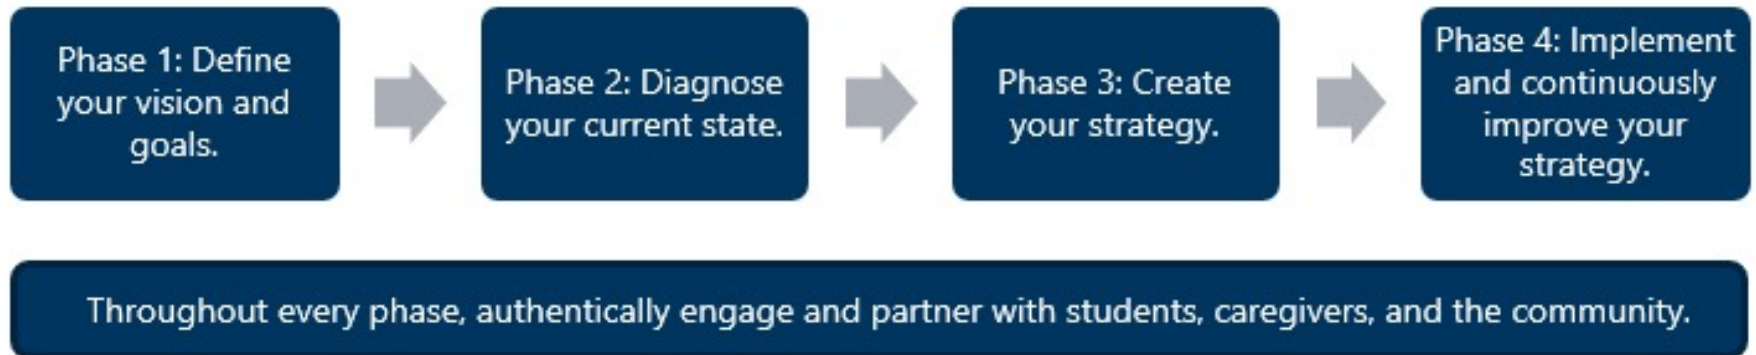 Phase 1: Define
your vision and
goals.
Phase 2: Diagnose
your current state.
Phase 3: Create
your strategy.
Phase 4: Implement
and continuously
improve your
strategy.
Throughout every phase, authentically engage and partner with students, caregivers, and the community.